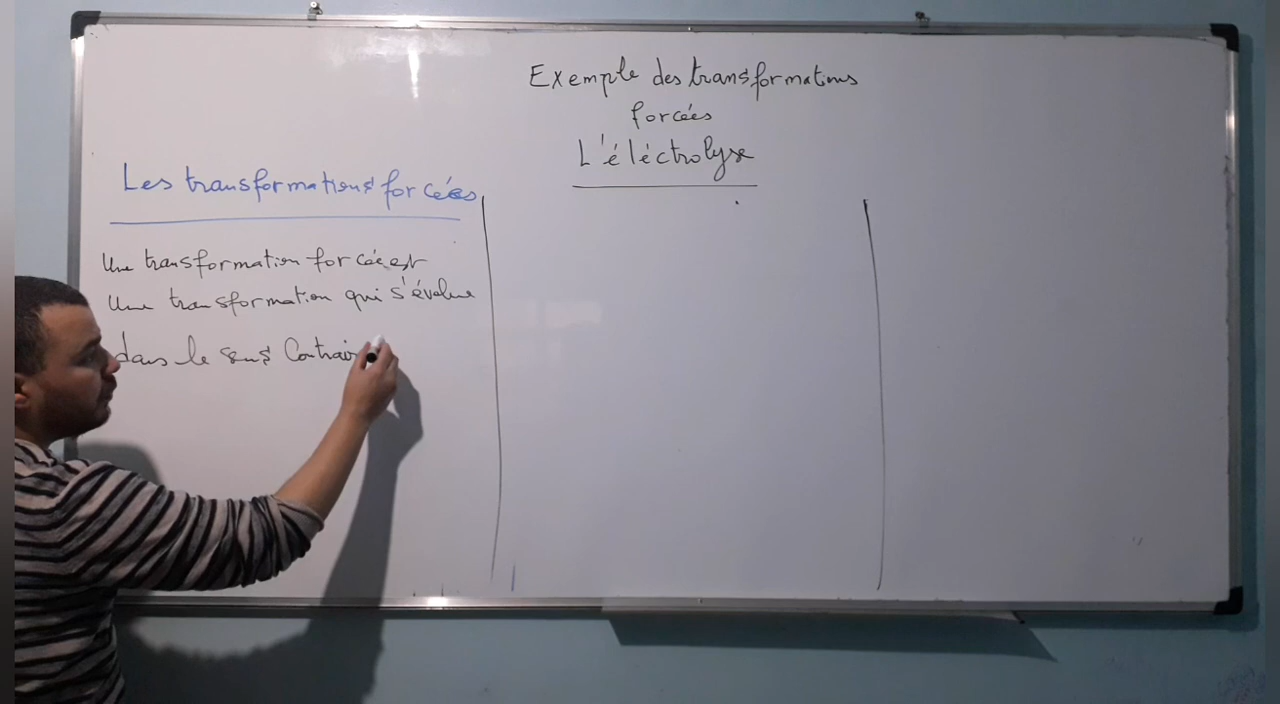 Exemple des transformations
forcées
L'éléctrolyse
Les transformations forcées
Une transformation forcée est
Une transformation qui s'évolue
dans le sens Contrai